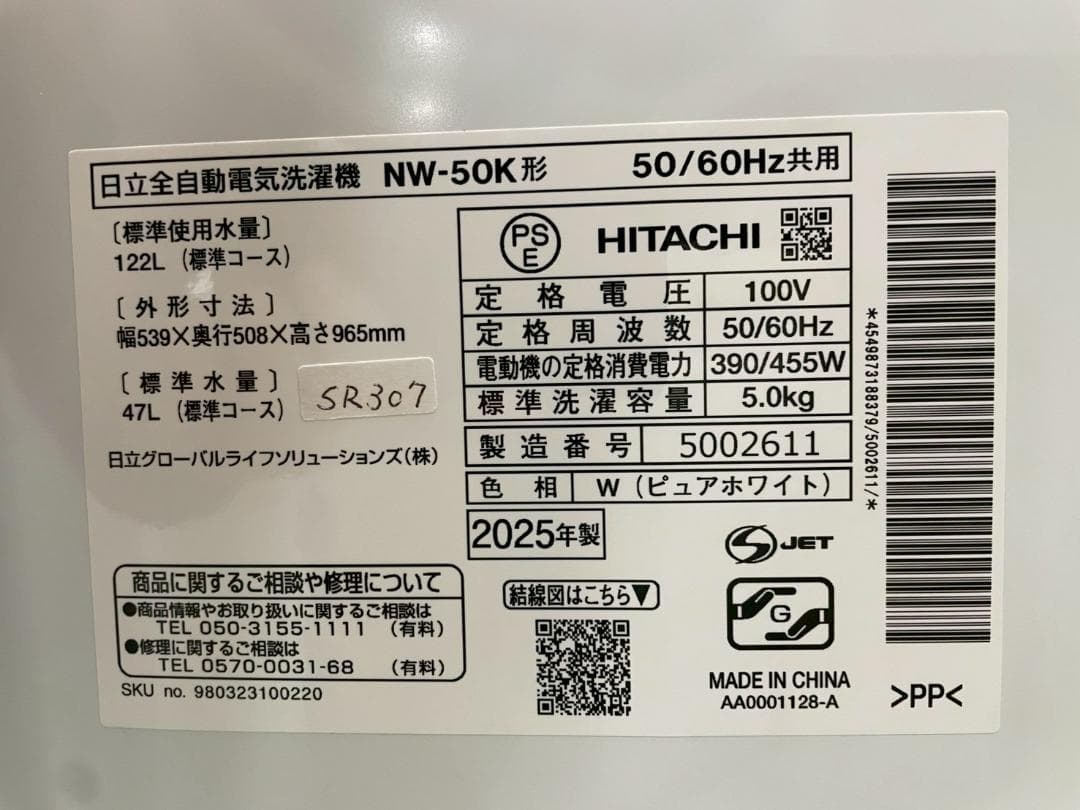 日立全自動電気洗濯機 NW-50K形 50/60Hz共用
〔標準使用水量〕
122L（標準コース）
〔外形寸法〕
幅539×奥行508×高さ965mm
〔標準水量〕
47L（標準コース）
SR307
日立グローバルライフソリューションズ（株）
PS
E
HITACHI
定格電圧 100V
定格周波数 50/60Hz
電動機の定格消費電力 390/455W
標準洗濯容量 5.0kg
製造番号 5002611
色相 W（ピュアホワイト）
2025年製
商品に関するご相談や修理について
●商品情報やお取り扱いに関するご相談は
TEL 050-3155-1111 （有料）
●修理に関するご相談は
TEL 0570-0031-68 （有料）
SKU no. 980323100220
結線図はこちら▼
S JET
G
MADE IN CHINA
AA0001128-A
>PP<
*4549873188379/5002611/*